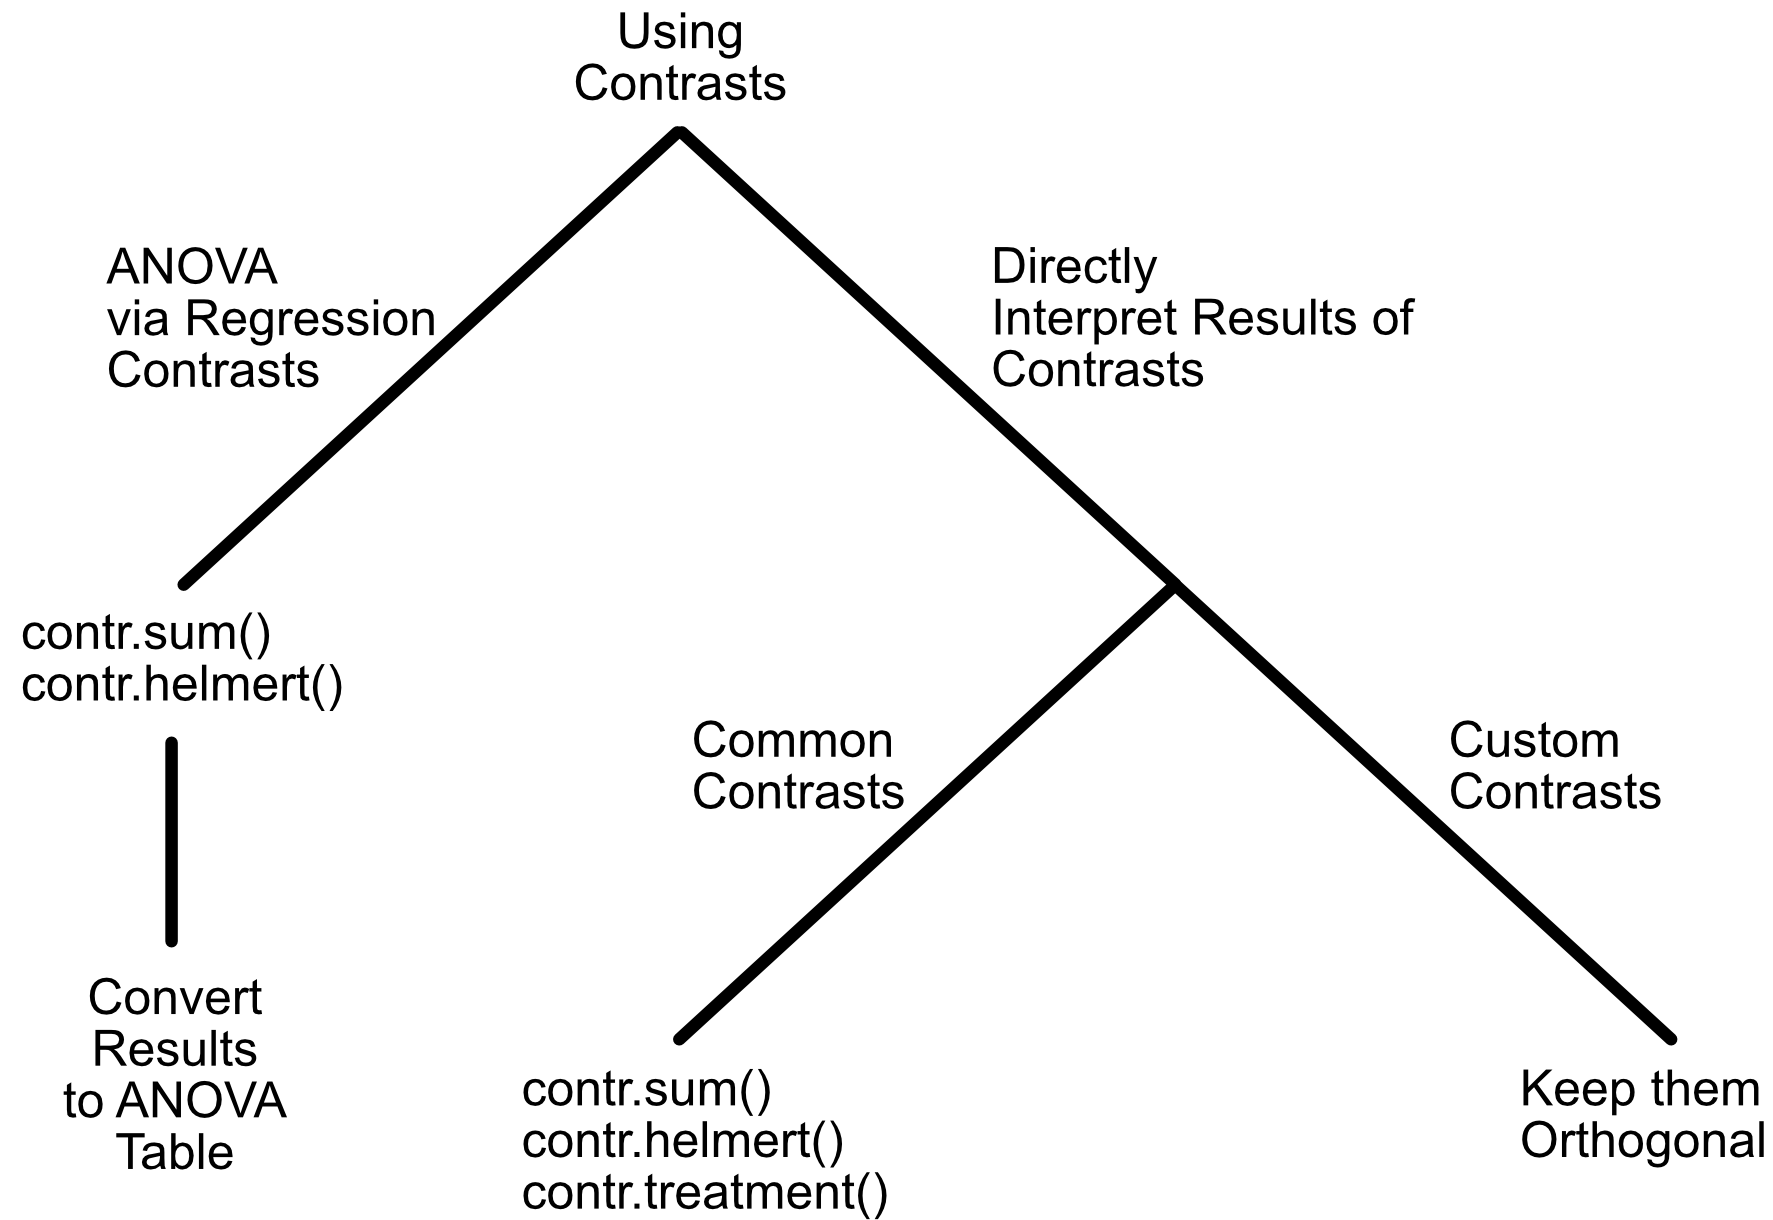 Using
Contrasts
ANOVA
via Regression
Contrasts
Directly
Interpret Results of
Contrasts
contr.sum()
contr.helmert()
Common
Contrasts
Custom
Contrasts
Convert
Results
to ANOVA
Table
contr.sum()
contr.helmert()
contr.treatment()
Keep them
Orthogonal